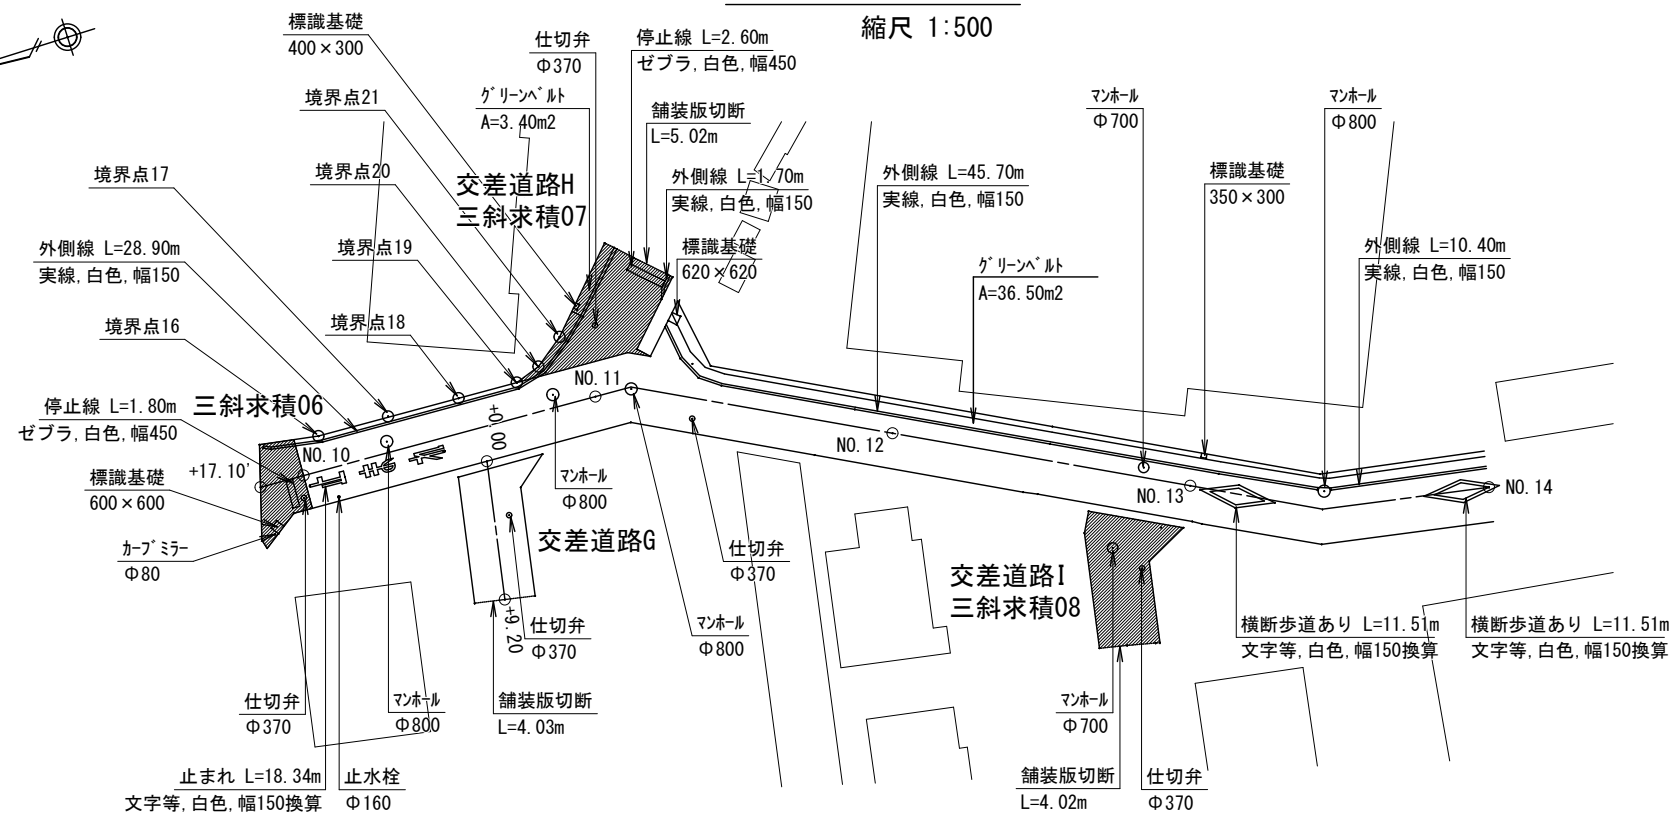 縮尺 1:500
標識基礎
400×300
仕切弁
Φ370
停止線 L=2.60m
ゼブラ,白色,幅450
境界点21
グリーンベルト
A=3.40m2
舗装版切断
L=5.02m
マンホール
Φ700
マンホール
Φ800
境界点17
境界点20
交差道路H
三斜求積07
外側線 L=1.70m
実線,白色,幅150
外側線 L=45.70m
実線,白色,幅150
標識基礎
350×300
外側線 L=28.90m
実線,白色,幅150
境界点19
標識基礎
620×620
グリーンベルト
A=36.50m2
外側線 L=10.40m
実線,白色,幅150
境界点16
境界点18
停止線 L=1.80m
ゼブラ,白色,幅450
三斜求積06
NO.11
+0.00
NO.10
+17.10'
止まれ
NO.12
NO.13
NO.14
標識基礎
600×600
マンホール
Φ800
カーブミラー
Φ80
交差道路G
仕切弁
Φ370
交差道路I
三斜求積08
+9.20
仕切弁
Φ370
マンホール
Φ800
横断歩道あり L=11.51m
文字等,白色,幅150換算
横断歩道あり L=11.51m
文字等,白色,幅150換算
仕切弁
Φ370
マンホール
Φ800
舗装版切断
L=4.03m
マンホール
Φ700
止まれ L=18.34m
文字等,白色,幅150換算
止水栓
Φ160
舗装版切断
L=4.02m
仕切弁
Φ370